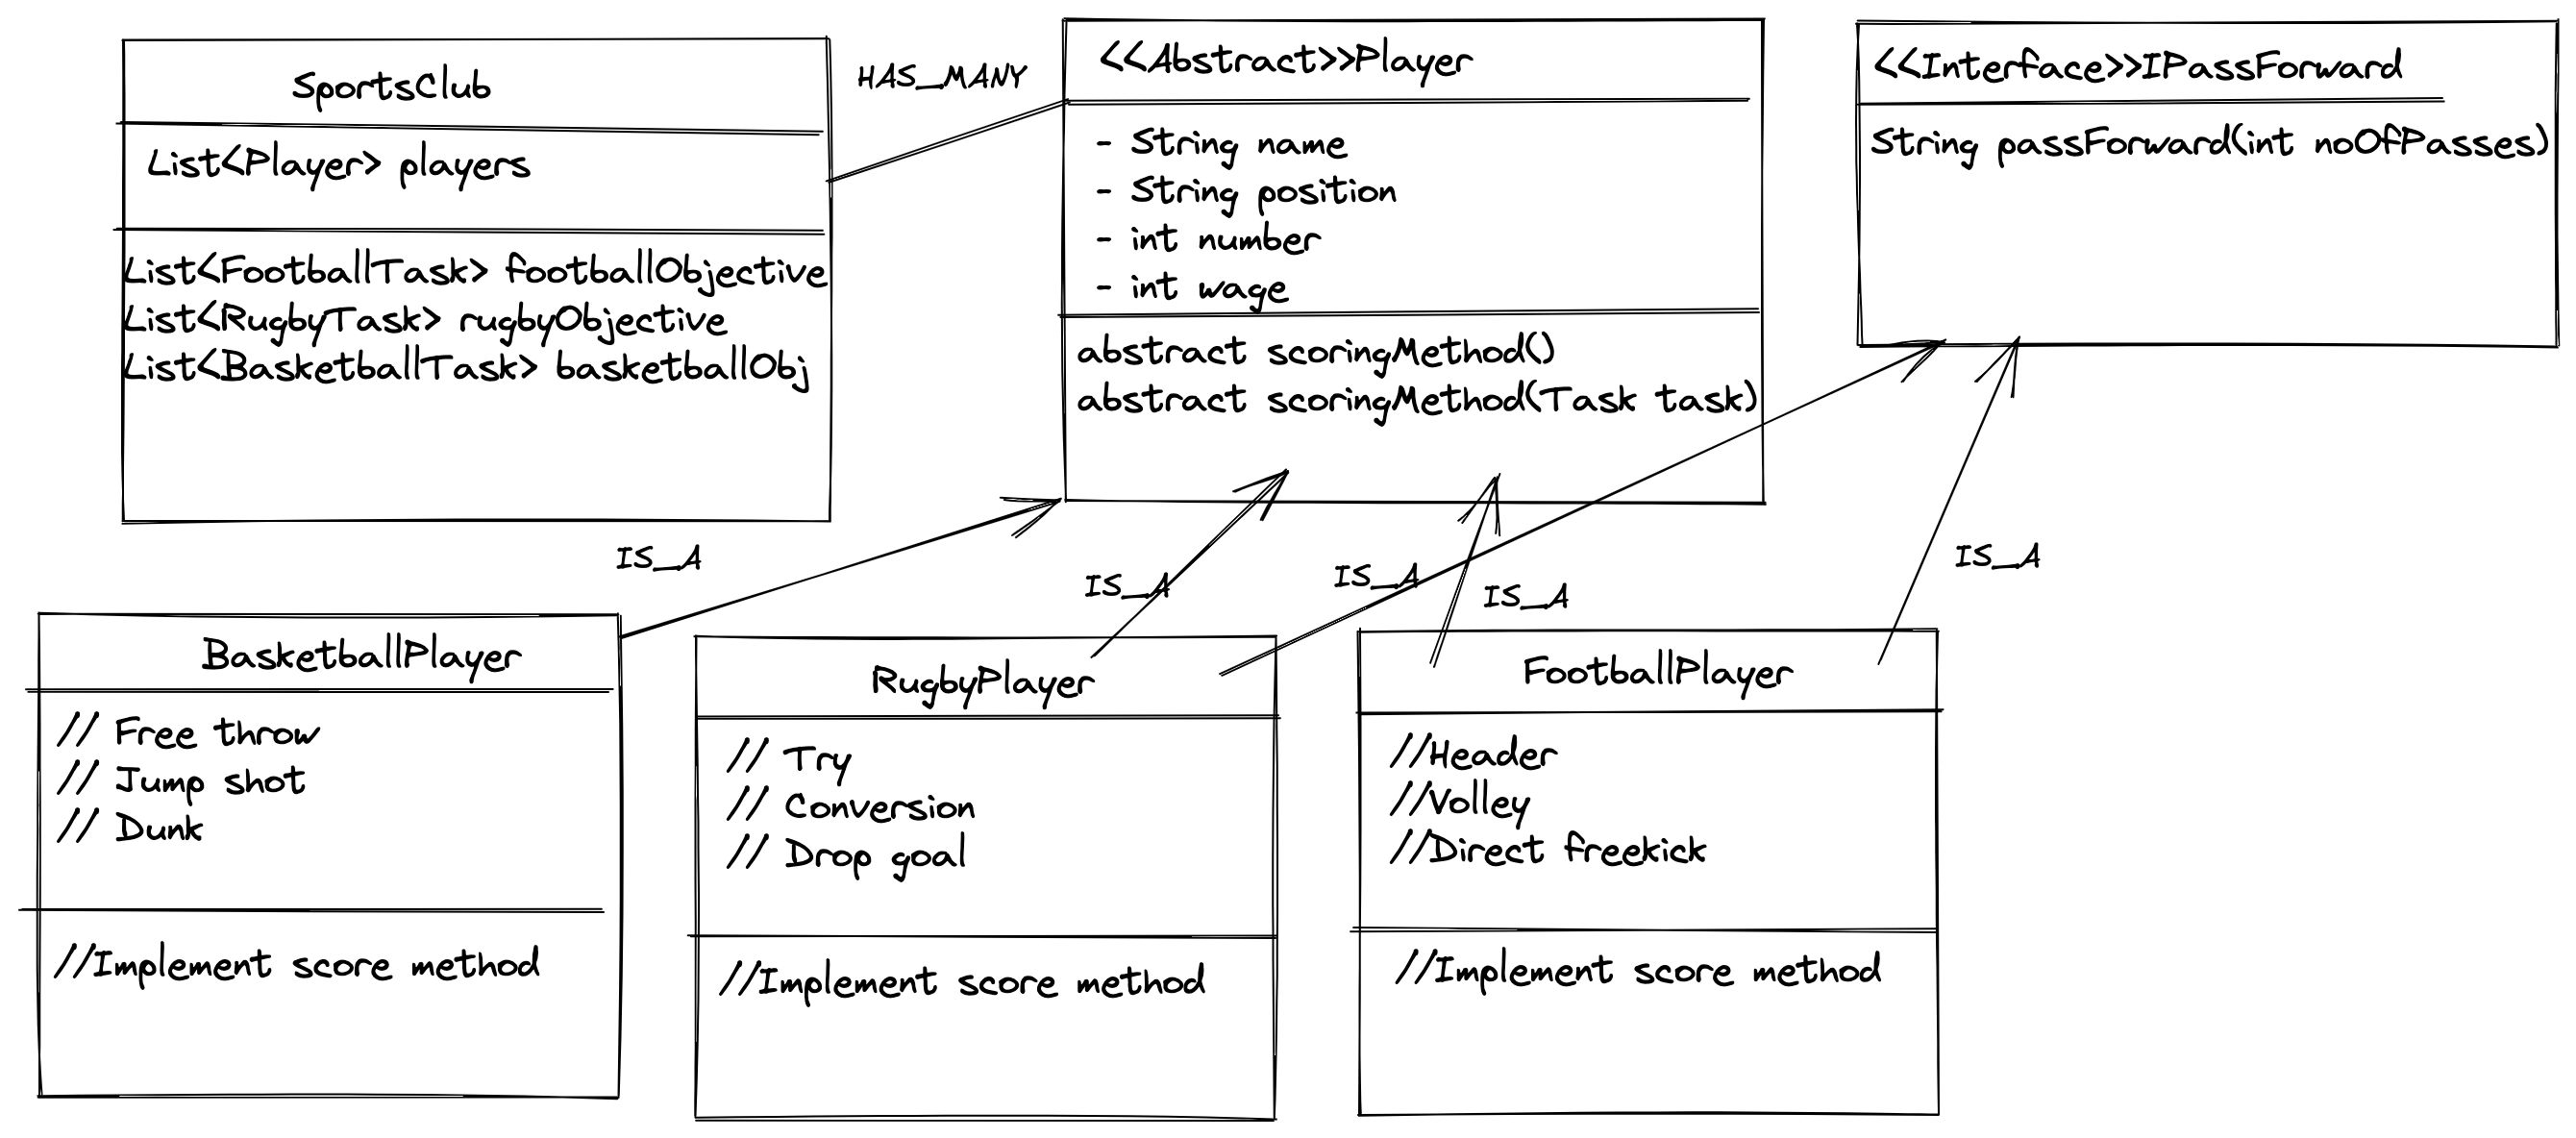 SportsClub
List<Player> players
List<FootballTask> footballObjective
List<RugbyTask> rugbyObjective
List<BasketballTask> basketballObj
HAS_MANY
<<Abstract>>Player
- String name
- String position
- int number
- int wage
abstract scoringMethod()
abstract scoringMethod(Task task)
<<Interface>>IPassForward
String passForward(int noOfPasses)
IS_A
IS_A
IS_A
IS_A
IS_A
BasketballPlayer
// Free throw
// Jump shot
// Dunk
//Implement score method
RugbyPlayer
// Try
// Conversion
// Drop goal
//Implement score method
FootballPlayer
//Header
//Volley
//Direct freekick
//Implement score method